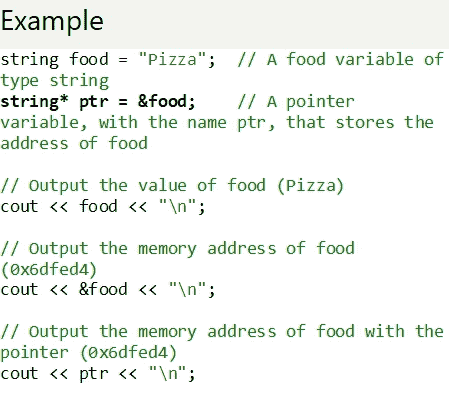 Example
string food = "Pizza";  // A food variable of
type string
string* ptr = &food;    // A pointer
variable, with the name ptr, that stores the
address of food
// Output the value of food (Pizza)
cout << food << "\n";
// Output the memory address of food
(0x6dfed4)
cout << &food << "\n";
// Output the memory address of food with the
pointer (0x6dfed4)
cout << ptr << "\n";